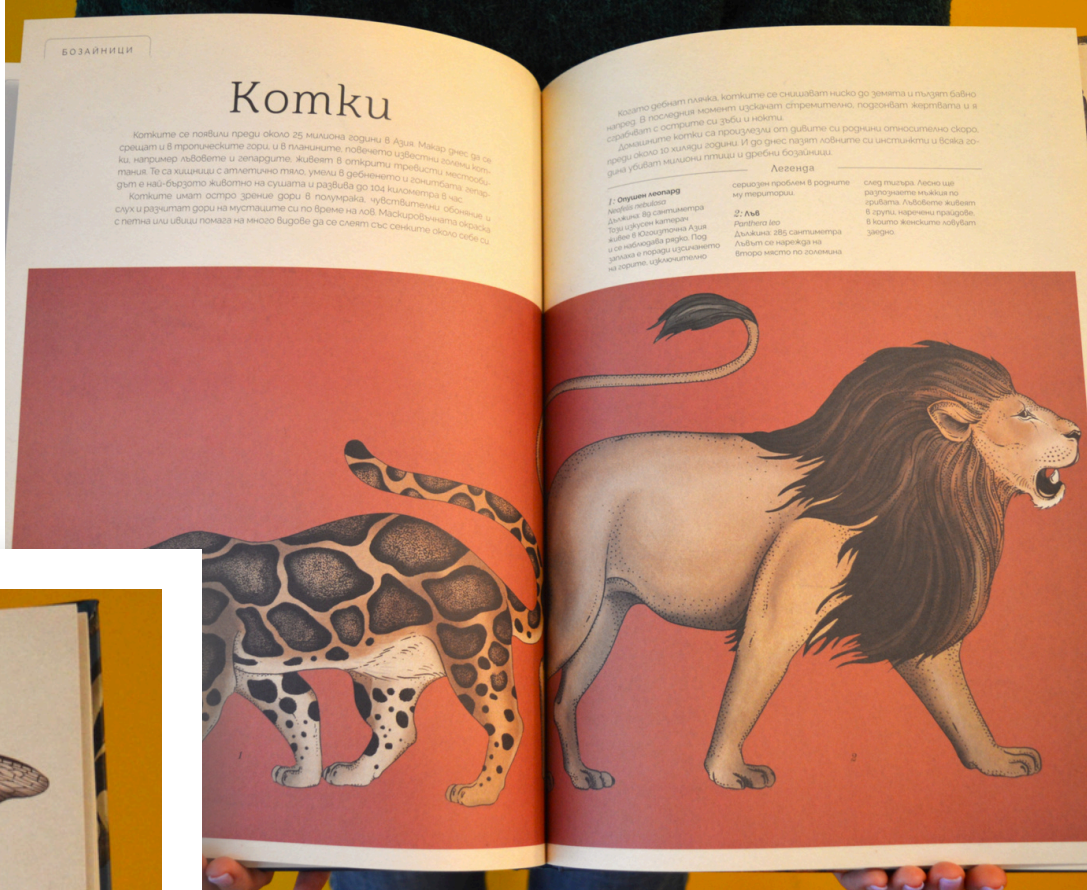 БОЗАЙНИЦИ
Котки
Котките се появили преди около 25 милиона години в Азия. Макар днес да се
срещат и в тропическите гори, и в планините, повечето известни големи кот-
ки, например лъвовете и гепардите, живеят в открити тревисти местооби-
тания. Те са хищници с атлетично тяло, умели в дебненето и гонитбата; гепар-
дът е най-бързото животно на сушата и развива до 104 километра в час.
Котките имат остро зрение дори в полумрака, чувствително обоняние и
слух и разчитат дори на мустаците си по време на лов. Маскировъчната окраска
с петна или ивици помага на много видове да се слеят със сенките около себе си.
Когато дебнат плячка, котките се снишават ниско до земята и пълзят бавно
напред. В последния момент изскачат стремително, подгонват жертвата и я
сграбчват с острите си зъби и нокти.
Домашните котки са произлезли от дивите си роднини относително скоро,
преди около 10 хиляди години. И до днес пазят ловните си инстинкти и всяка го-
дина убиват милиони птици и дребни бозайници.
Легенда
1: Опушен леопард
Neofelis nebulosa
Дължина: 89 сантиметра
Този изкусен катерач
живее в Югоизточна Азия
и се наблюдава рядко. Под
заплаха е поради изсичането
на горите, изключително
сериозен проблем в родните
му територии.
2: Лъв
Panthera leo
Дължина: 285 сантиметра
Лъвът се нарежда на
второ място по големина
след тигъра. Лесно ще
разпознаете мъжкия по
гривата. Лъвовете живеят
в групи, наречени прайдове,
в които женските ловуват
заедно.
1
2